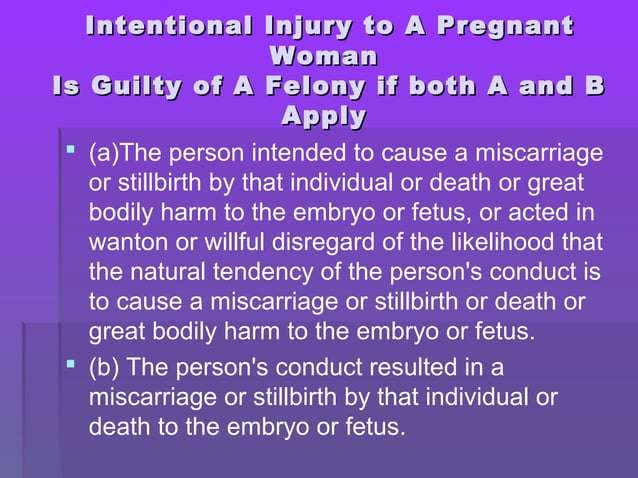 Intentional Injury to A Pregnant
Woman
Is Guilty of A Felony if both A and B
Apply
(a)The person intended to cause a miscarriage
or stillbirth by that individual or death or great
bodily harm to the embryo or fetus, or acted in
wanton or willful disregard of the likelihood that
the natural tendency of the person's conduct is
to cause a miscarriage or stillbirth or death or
great bodily harm to the embryo or fetus.
(b) The person's conduct resulted in a
miscarriage or stillbirth by that individual or
death to the embryo or fetus.